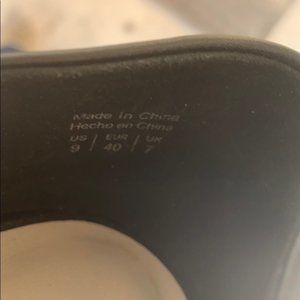 Made in China
Hecho en China
US / EUR / UK
9 / 40 / 7